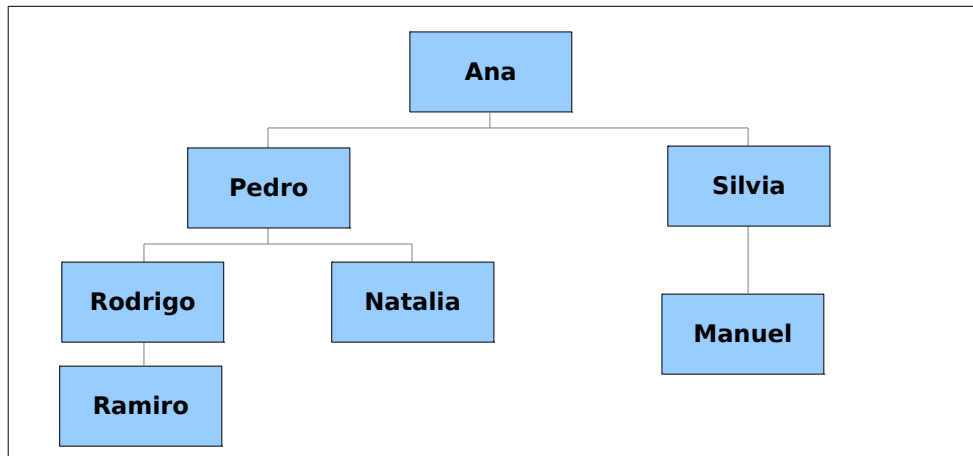 Ana
Pedro
Silvia
Rodrigo
Natalia
Manuel
Ramiro